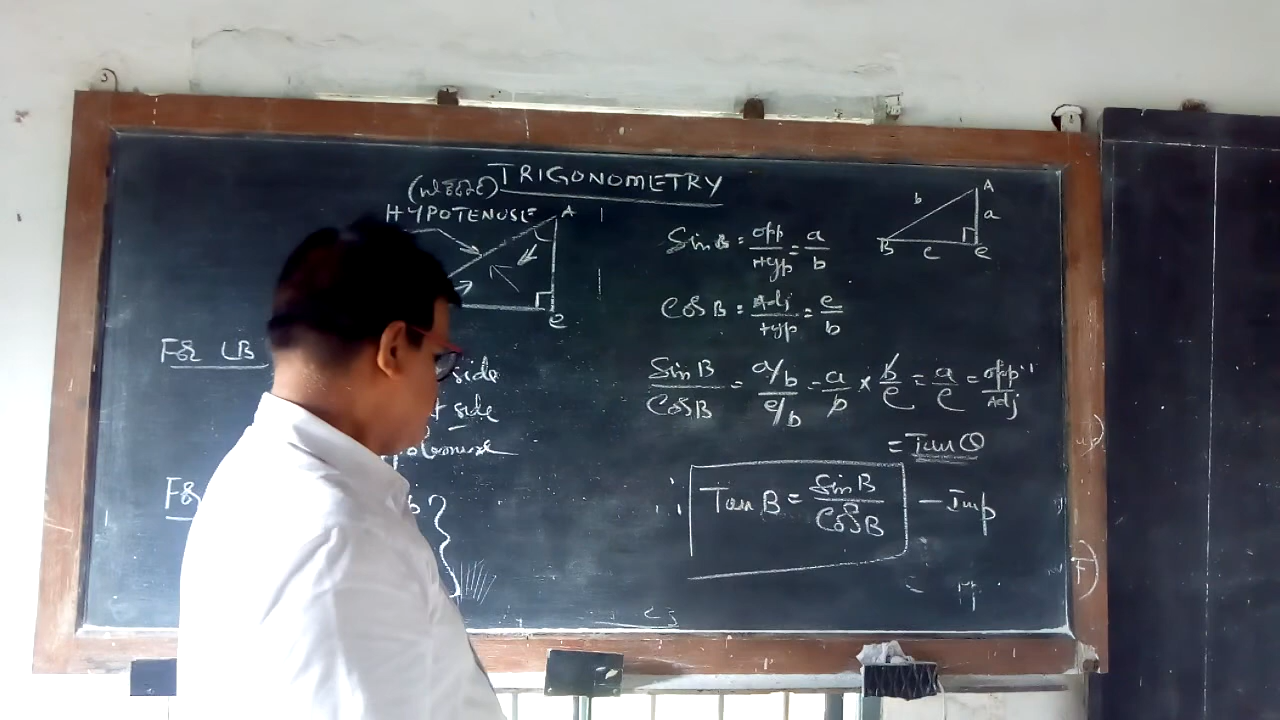 TRIGONOMETRY
HYPOTENUSE
A
e
For ∠B
side
side
For
b
A
b
a
B
c
e
Sin B = opp/Hyp = a/b
Cos B = Adj/Hyp = e/b
Sin B/Cos B = a/b / e/b = a/b × b/e = a/e = opp/Adj
= Tan θ
∴ Tan B = Sin B/Cos B – Imp